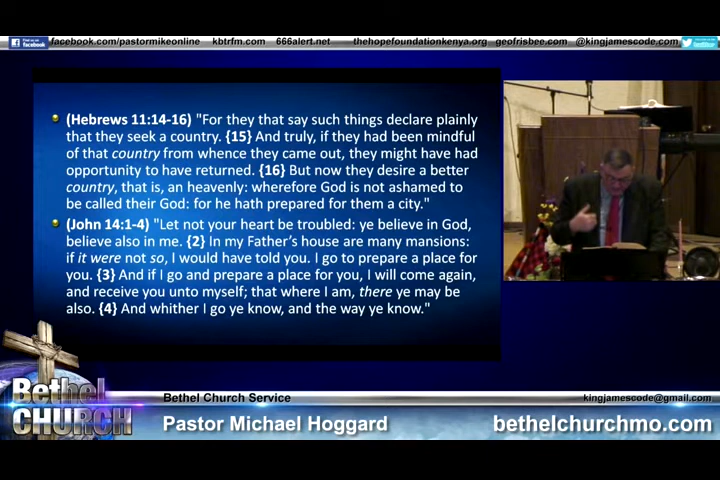 Find us on facebook
facebook.com/pastormikeonline kbtrfm.com 666alert.net thehopefoundationkenya.org geofrisbee.com @kingjamescode.com twitter
(Hebrews 11:14-16) "For they that say such things declare plainly
that they seek a country. {15} And truly, if they had been mindful
of that country from whence they came out, they might have had
opportunity to have returned. {16} But now they desire a better
country, that is, an heavenly: wherefore God is not ashamed to
be called their God: for he hath prepared for them a city."
(John 14:1-4) "Let not your heart be troubled: ye believe in God,
believe also in me. {2} In my Father's house are many mansions:
if it were not so, I would have told you. I go to prepare a place for
you. {3} And if I go and prepare a place for you, I will come again,
and receive you unto myself; that where I am, there ye may be
also. {4} And whither I go ye know, and the way ye know."
Bethel
CHURCH
Bethel Church Service kingjamescode@gmail.com
Pastor Michael Hoggard bethelchurchmo.com